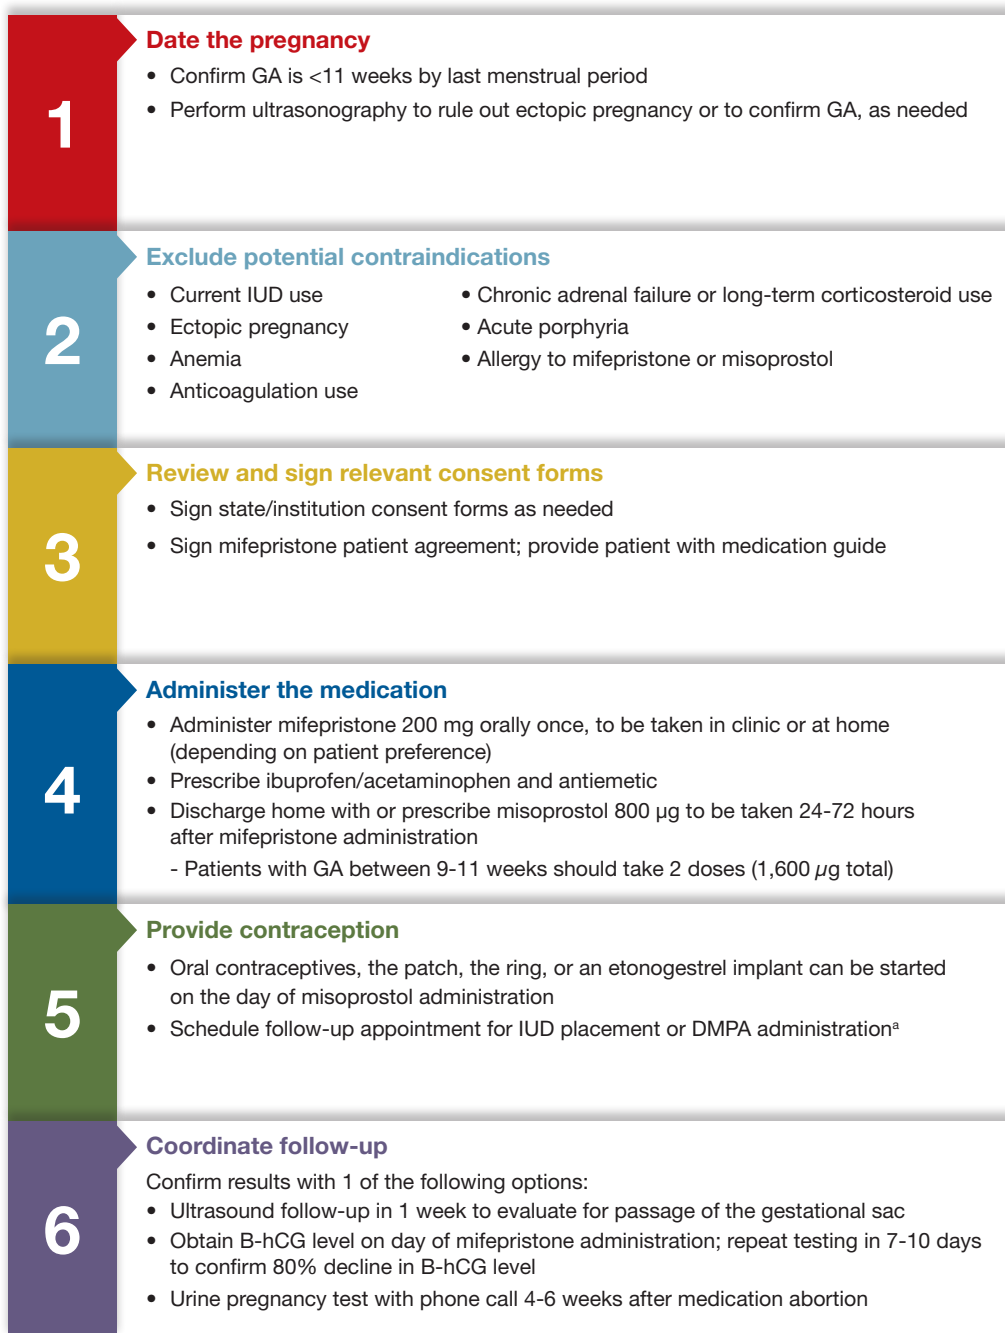 1
Date the pregnancy
• Confirm GA is <11 weeks by last menstrual period
• Perform ultrasonography to rule out ectopic pregnancy or to confirm GA, as needed
2
Exclude potential contraindications
• Current IUD use
• Ectopic pregnancy
• Anemia
• Anticoagulation use
• Chronic adrenal failure or long-term corticosteroid use
• Acute porphyria
• Allergy to mifepristone or misoprostol
3
Review and sign relevant consent forms
• Sign state/institution consent forms as needed
• Sign mifepristone patient agreement; provide patient with medication guide
4
Administer the medication
• Administer mifepristone 200 mg orally once, to be taken in clinic or at home
(depending on patient preference)
• Prescribe ibuprofen/acetaminophen and antiemetic
• Discharge home with or prescribe misoprostol 800 µg to be taken 24-72 hours
after mifepristone administration
- Patients with GA between 9-11 weeks should take 2 doses (1,600 µg total)
5
Provide contraception
• Oral contraceptives, the patch, the ring, or an etonogestrel implant can be started
on the day of misoprostol administration
• Schedule follow-up appointment for IUD placement or DMPA administrationᵃ
6
Coordinate follow-up
Confirm results with 1 of the following options:
• Ultrasound follow-up in 1 week to evaluate for passage of the gestational sac
• Obtain B-hCG level on day of mifepristone administration; repeat testing in 7-10 days
to confirm 80% decline in B-hCG level
• Urine pregnancy test with phone call 4-6 weeks after medication abortion